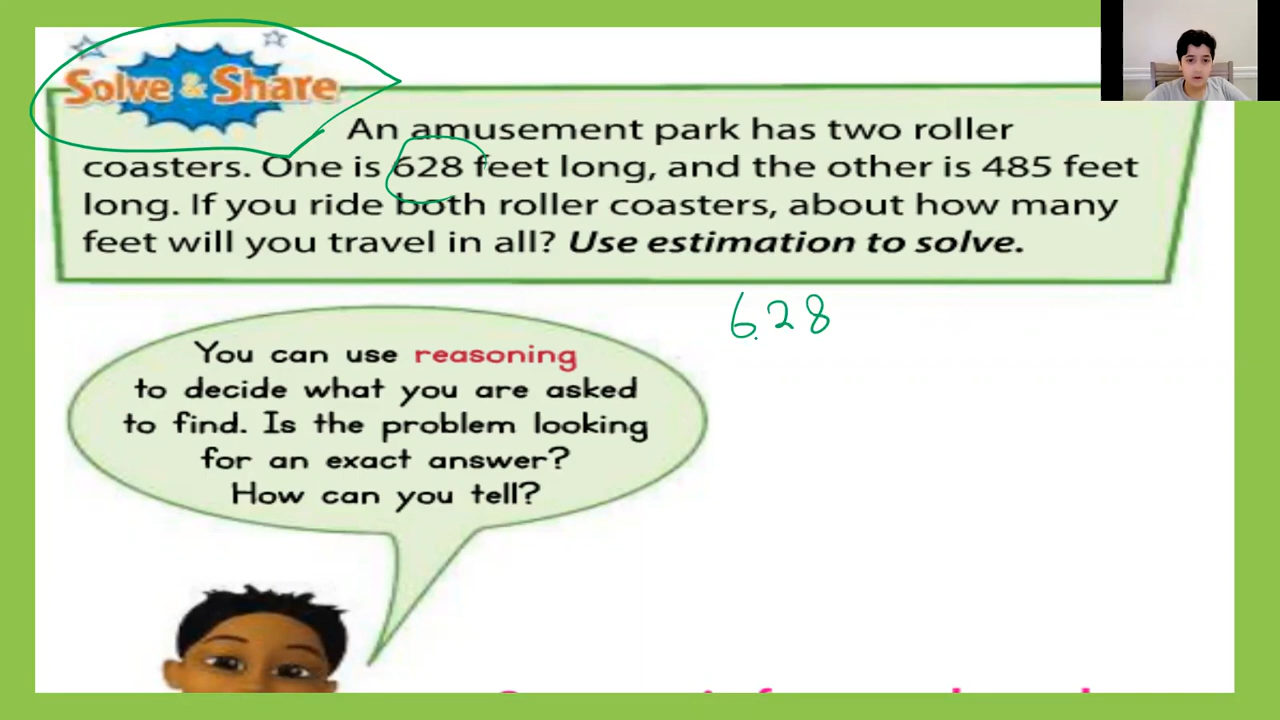 Solve & Share
An amusement park has two roller
coasters. One is 628 feet long, and the other is 485 feet
long. If you ride both roller coasters, about how many
feet will you travel in all? Use estimation to solve.
628
You can use reasoning
to decide what you are asked
to find. Is the problem looking
for an exact answer?
How can you tell?